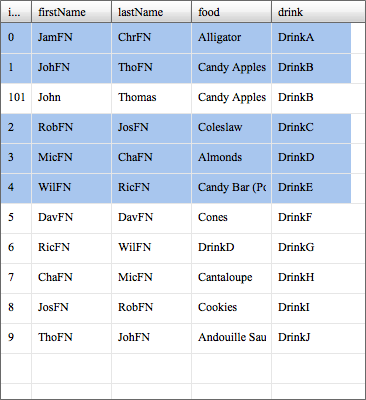 i... firstName lastName food drink
0 JamFN ChrFN Alligator DrinkA
1 JohFN ThoFN Candy Apples DrinkB
101 John Thomas Candy Apples DrinkB
2 RobFN JosFN Coleslaw DrinkC
3 MicFN ChaFN Almonds DrinkD
4 WilFN RicFN Candy Bar (Po DrinkE
5 DavFN DavFN Cones DrinkF
6 RicFN WilFN DrinkD DrinkG
7 ChaFN MicFN Cantaloupe DrinkH
8 JosFN RobFN Cookies DrinkI
9 ThoFN JohFN Andouille Sau DrinkJ